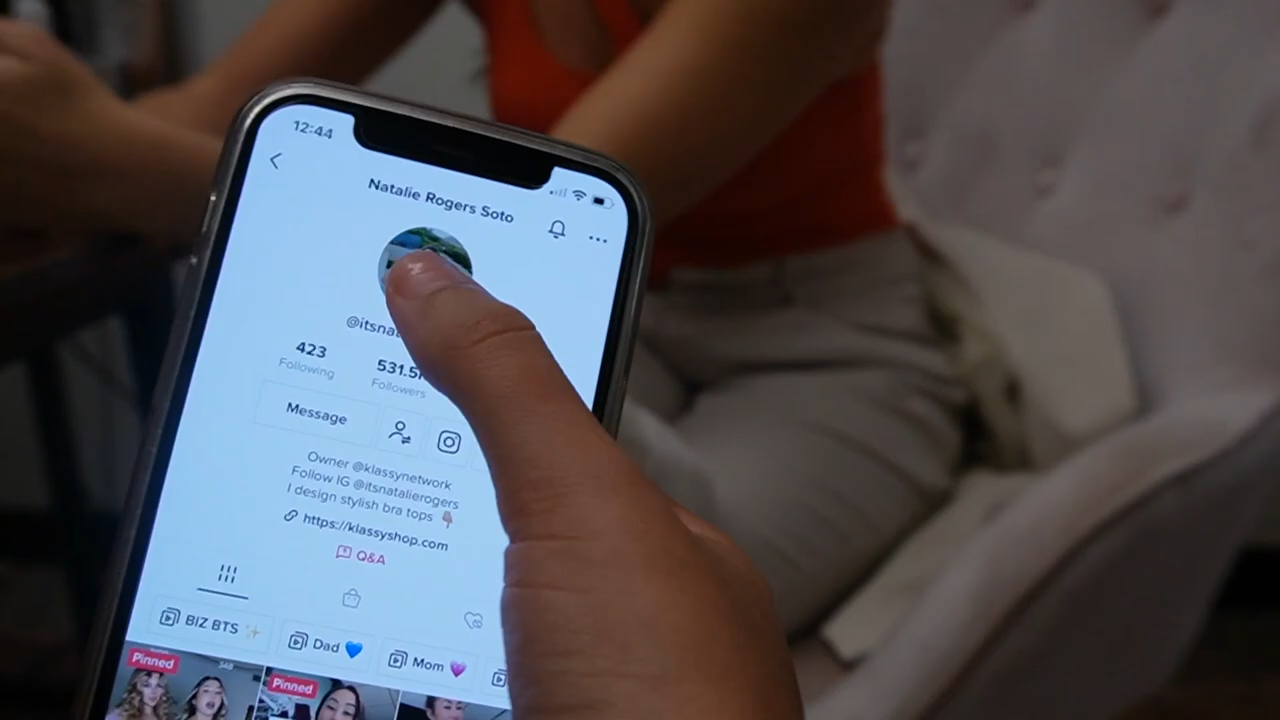 12:44
Natalie Rogers Soto
423
Following
Followers
Message
Owner @klassynetwork
Follow IG @itsnatalierogers
I design stylish bra tops
https://klassyshop.com
Q&A
BIZ BTS ✨
Dad 💙
Mom 💗
Pinned
Pinned